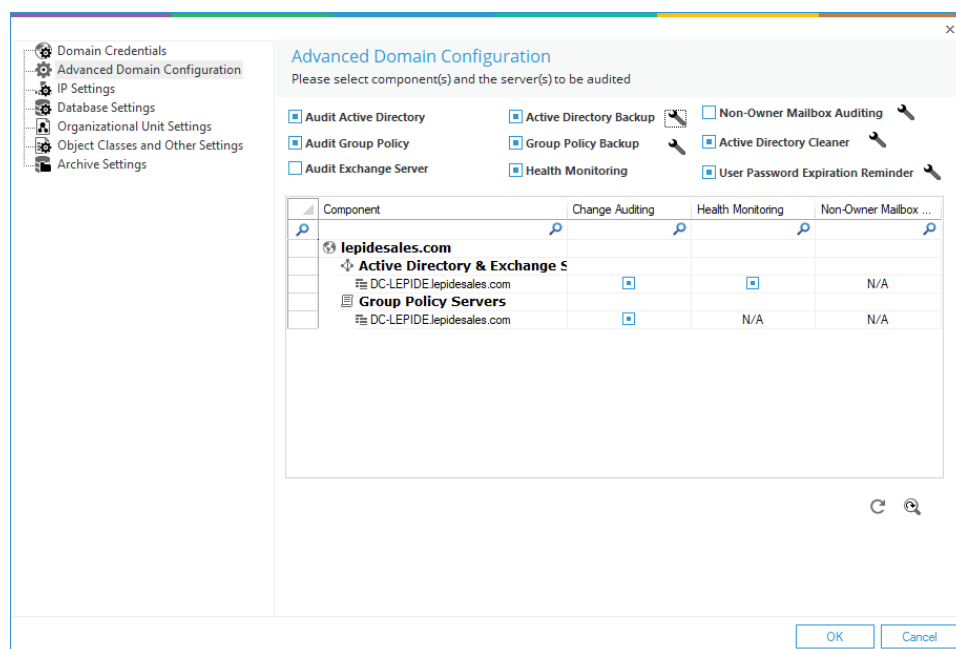 Domain Credentials
Advanced Domain Configuration
IP Settings
Database Settings
Organizational Unit Settings
Object Classes and Other Settings
Archive Settings
Advanced Domain Configuration
Please select component(s) and the server(s) to be audited
Audit Active Directory
Active Directory Backup
Non-Owner Mailbox Auditing
Audit Group Policy
Group Policy Backup
Active Directory Cleaner
Audit Exchange Server
Health Monitoring
User Password Expiration Reminder
Component Change Auditing Health Monitoring Non-Owner Mailbox ...
lepidesales.com
Active Directory & Exchange S
DC-LEPIDE.lepidesales.com N/A
Group Policy Servers
DC-LEPIDE.lepidesales.com N/A N/A
OK Cancel